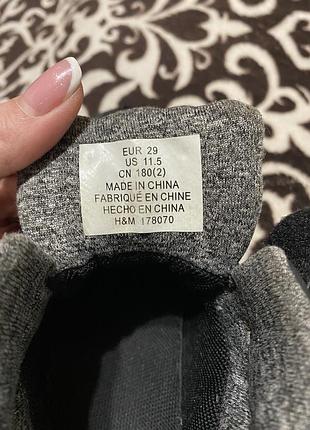 EUR 29
US 11.5
CN 180(2)
MADE IN CHINA
FABRIQUÉ EN CHINE
HECHO EN CHINA
H&M 178070